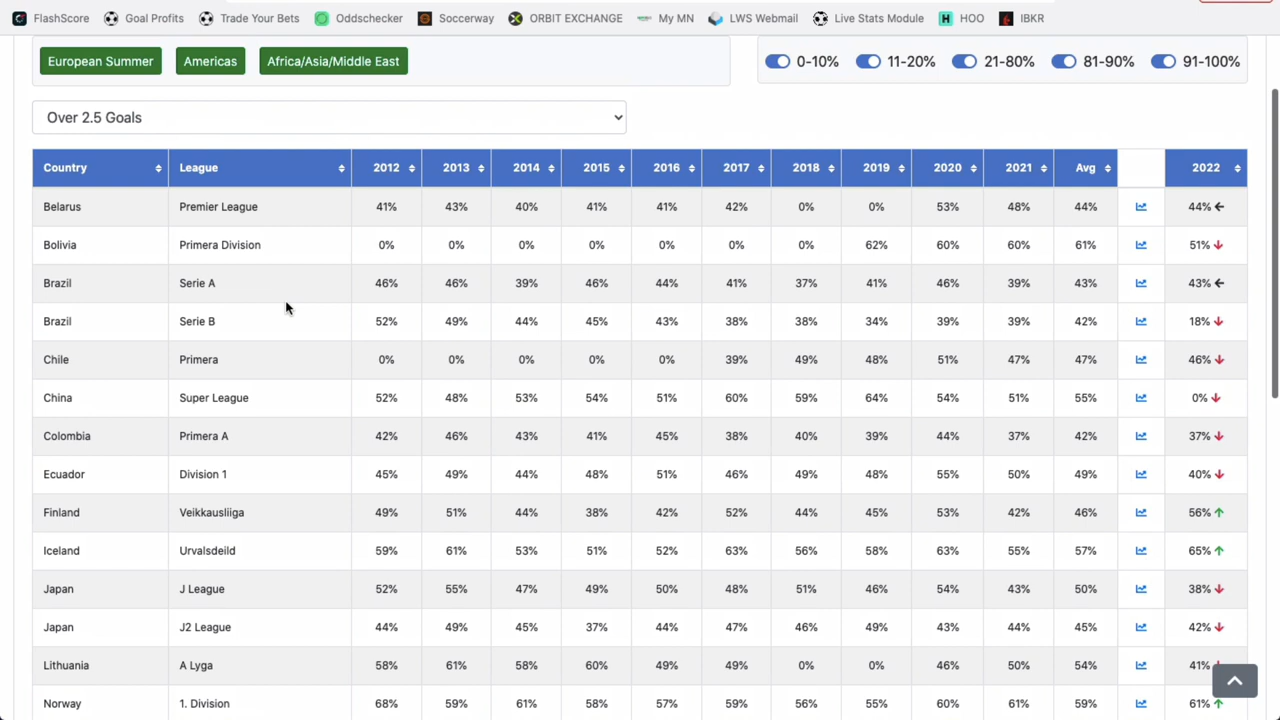 FlashScore Goal Profits Trade Your Bets Oddschecker Soccerway ORBIT EXCHANGE My MN LWS Webmail Live Stats Module HOO IBKR
European Summer Americas Africa/Asia/Middle East 0-10% 11-20% 21-80% 81-90% 91-100%
Over 2.5 Goals
Country League 2012 2013 2014 2015 2016 2017 2018 2019 2020 2021 Avg 2022
Belarus Premier League 41% 43% 40% 41% 41% 42% 0% 0% 53% 48% 44% 44%
Bolivia Primera Division 0% 0% 0% 0% 0% 0% 0% 62% 60% 60% 61% 51%
Brazil Serie A 46% 46% 39% 46% 44% 41% 37% 41% 46% 39% 43% 43%
Brazil Serie B 52% 49% 44% 45% 43% 38% 38% 34% 39% 39% 42% 18%
Chile Primera 0% 0% 0% 0% 0% 39% 49% 48% 51% 47% 47% 46%
China Super League 52% 48% 53% 54% 51% 60% 59% 64% 54% 51% 55% 0%
Colombia Primera A 42% 46% 43% 41% 45% 38% 40% 39% 44% 37% 42% 37%
Ecuador Division 1 45% 49% 44% 48% 51% 46% 49% 48% 55% 50% 49% 40%
Finland Veikkausliiga 49% 51% 44% 38% 42% 52% 44% 45% 53% 42% 46% 56%
Iceland Urvalsdeild 59% 61% 53% 51% 52% 63% 56% 58% 63% 55% 57% 65%
Japan J League 52% 55% 47% 49% 50% 48% 51% 46% 54% 43% 50% 38%
Japan J2 League 44% 49% 45% 37% 44% 47% 46% 49% 43% 44% 45% 42%
Lithuania A Lyga 58% 61% 58% 60% 49% 49% 0% 0% 46% 50% 54% 41%
Norway 1. Division 68% 59% 61% 58% 57% 59% 56% 55% 60% 61% 59% 61%